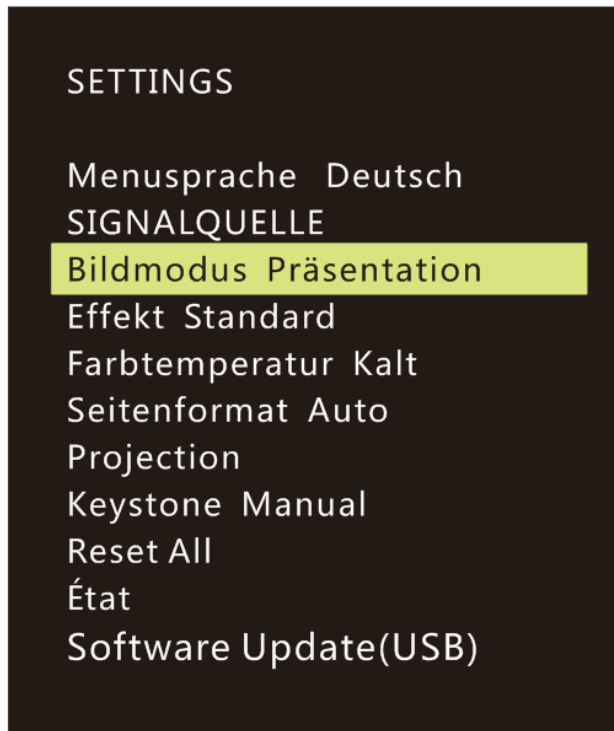 SETTINGS
Menusprache Deutsch
SIGNALQUELLE
Bildmodus Präsentation
Effekt Standard
Farbtemperatur Kalt
Seitenformat Auto
Projection
Keystone Manual
Reset All
État
Software Update(USB)